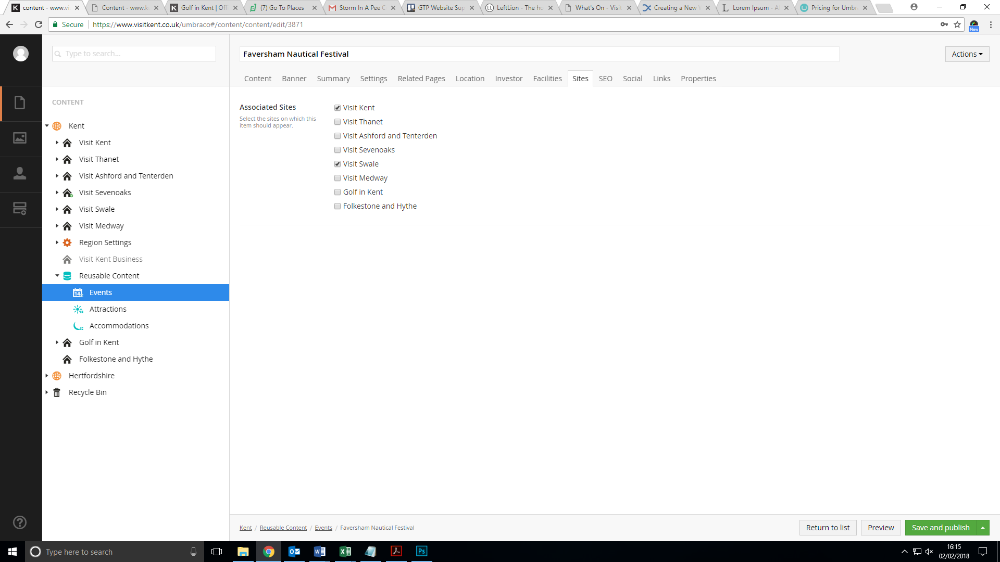 content - www.vi
Content - www.k
Golf in Kent | Off
(7) Go To Places
Storm In A Pee C
GTP Website Sup
LeftLion - The ho
What's On - Visit
Creating a New
Lorem Ipsum - A
Pricing for Umbr
Secure
https://www.visitkent.co.uk/umbraco#/content/content/edit/3871
New
Type to search...
Faversham Nautical Festival
Actions
Content Banner Summary Settings Related Pages Location Investor Facilities Sites SEO Social Links Properties
CONTENT
Kent
Visit Kent
Visit Thanet
Visit Ashford and Tenterden
Visit Sevenoaks
Visit Swale
Visit Medway
Region Settings
Visit Kent Business
Reusable Content
14
Events
Attractions
Accommodations
Golf in Kent
Folkestone and Hythe
Hertfordshire
Recycle Bin
Associated Sites
Select the sites on which this
item should appear.
Visit Kent
Visit Thanet
Visit Ashford and Tenterden
Visit Sevenoaks
Visit Swale
Visit Medway
Golf in Kent
Folkestone and Hythe
Kent / Reusable Content / Events / Faversham Nautical Festival
Return to list
Preview
Save and publish
Type here to search
16:15
02/02/2018